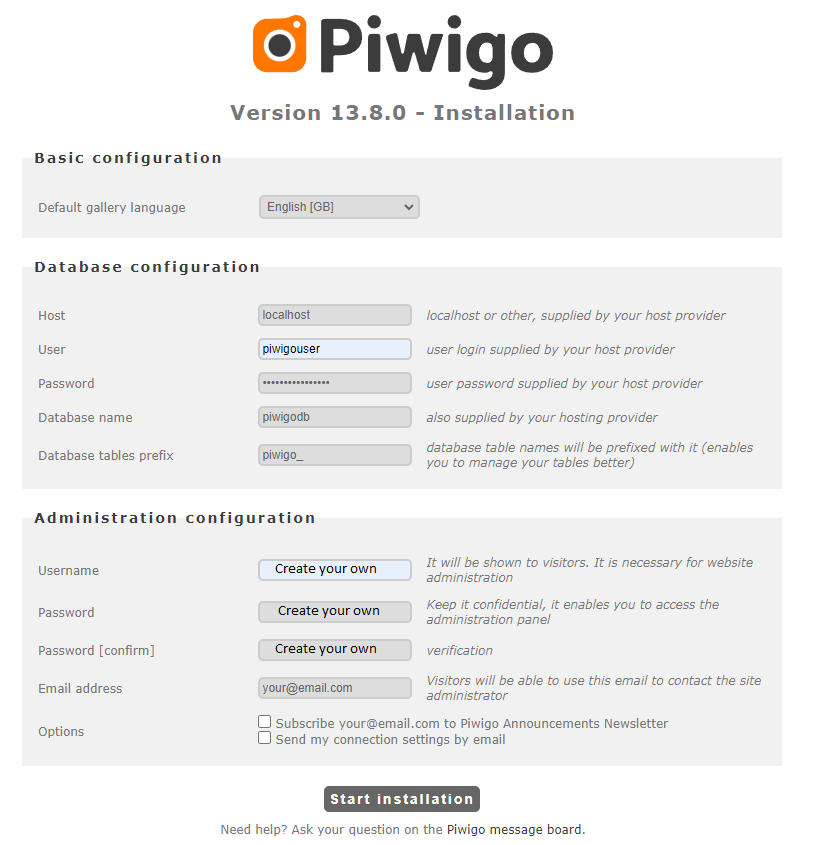 Piwigo
Version 13.8.0 - Installation
Basic configuration
Default gallery language
English [GB]
Database configuration
Host
localhost
localhost or other, supplied by your host provider
User
piwigouser
user login supplied by your host provider
Password
••••••••••••••••
user password supplied by your host provider
Database name
piwigodb
also supplied by your hosting provider
Database tables prefix
piwigo_
database table names will be prefixed with it (enables
you to manage your tables better)
Administration configuration
Username
Create your own
It will be shown to visitors. It is necessary for website
administration
Password
Create your own
Keep it confidential, it enables you to access the
administration panel
Password [confirm]
Create your own
verification
Email address
your@email.com
Visitors will be able to use this email to contact the site
administrator
Options
Subscribe your@email.com to Piwigo Announcements Newsletter
Send my connection settings by email
Start installation
Need help? Ask your question on the Piwigo message board.